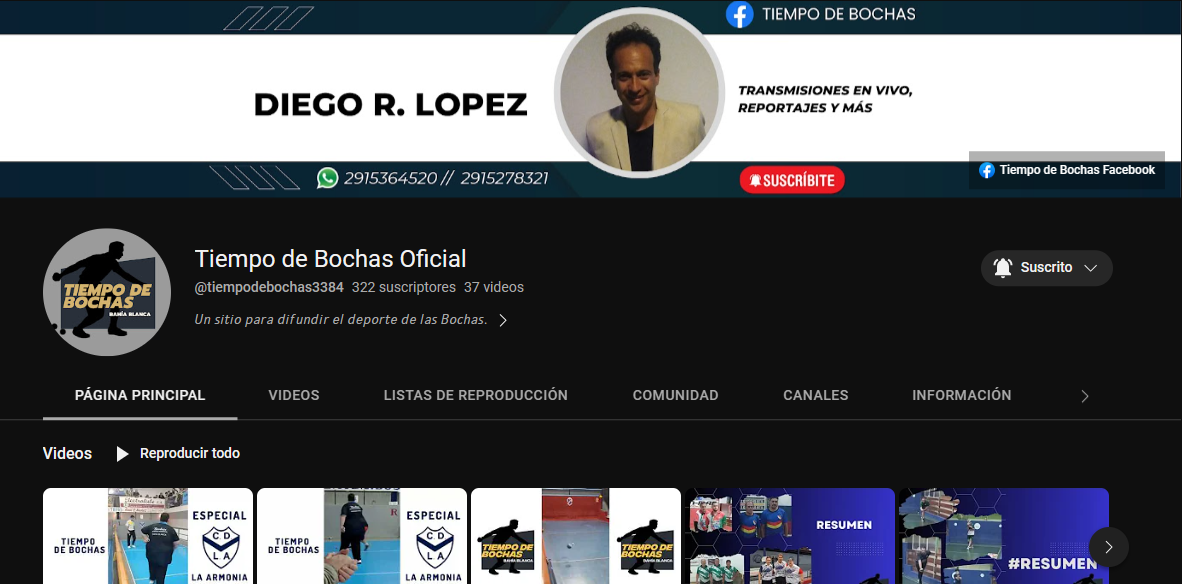 TIEMPO DE BOCHAS
DIEGO R. LOPEZ
TRANSMISIONES EN VIVO,
REPORTAJES Y MÁS
2915364520 // 2915278321
SUSCRÍBITE
Tiempo de Bochas Facebook
TIEMPO DE
BOCHAS
BAHÍA BLANCA
Tiempo de Bochas Oficial
@tiempodebochas3384 322 suscriptores 37 videos
Un sitio para difundir el deporte de las Bochas.
Suscrito
PÁGINA PRINCIPAL VIDEOS LISTAS DE REPRODUCCIÓN COMUNIDAD CANALES INFORMACIÓN
Videos Reproducir todo
TIEMPO
DE BOCHAS
ESPECIAL
C D
L A
LA ARMONIA
TIEMPO
DE BOCHAS
R
ESPECIAL
C D
L A
LA ARMONIA
TIEMPO DE
BOCHAS
BAHÍA BLANCA
TIEMPO DE
BOCHAS
BAHÍA BLANCA
RESUMEN
#RESUMEN